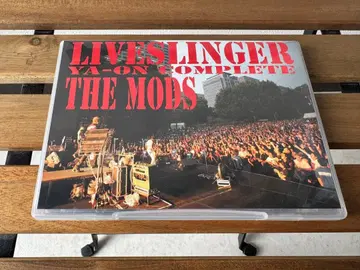 LIVESLINGER
YA-ON COMPLETE
THE MODS